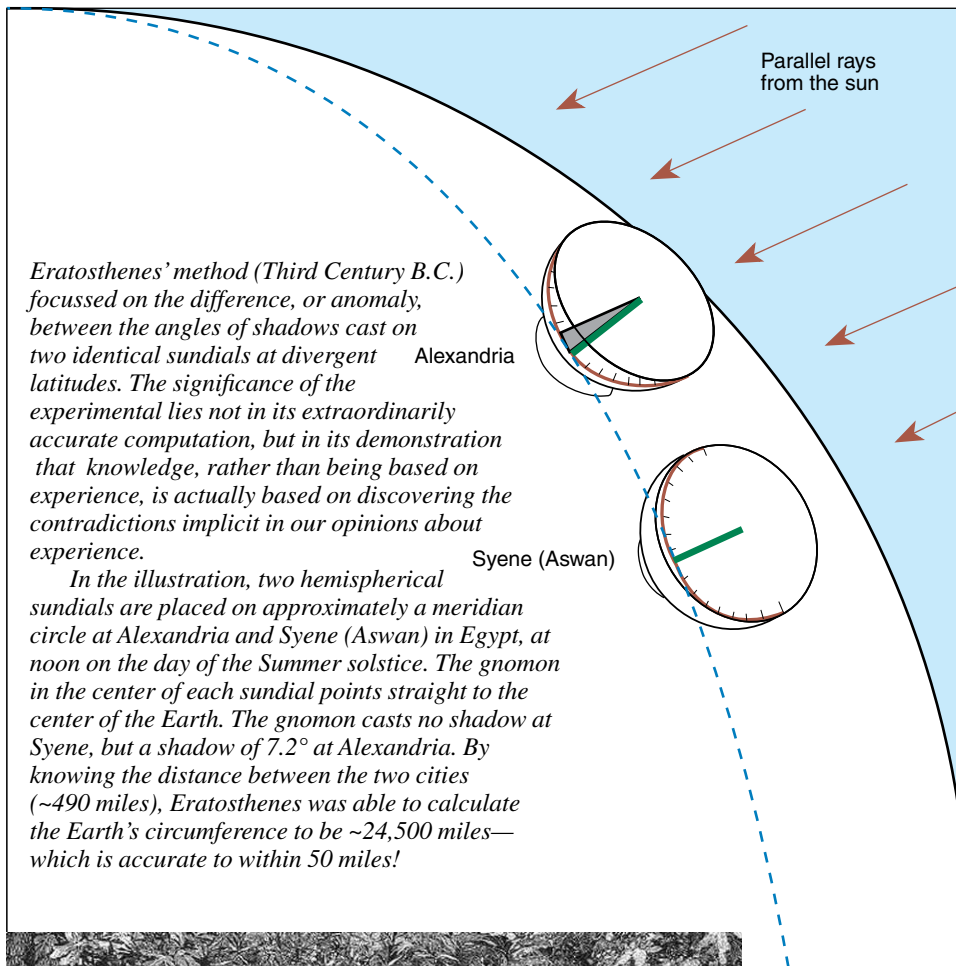 Parallel rays
from the sun
Eratosthenes’ method (Third Century B.C.)
focussed on the difference, or anomaly,
between the angles of shadows cast on
two identical sundials at divergent
latitudes. The significance of the
experimental lies not in its extraordinarily
accurate computation, but in its demonstration
that knowledge, rather than being based on
experience, is actually based on discovering the
contradictions implicit in our opinions about
experience.
In the illustration, two hemispherical
sundials are placed on approximately a meridian
circle at Alexandria and Syene (Aswan) in Egypt, at
noon on the day of the Summer solstice. The gnomon
in the center of each sundial points straight to the
center of the Earth. The gnomon casts no shadow at
Syene, but a shadow of 7.2° at Alexandria. By
knowing the distance between the two cities
(~490 miles), Eratosthenes was able to calculate
the Earth’s circumference to be ~24,500 miles—
which is accurate to within 50 miles!
Alexandria
Syene (Aswan)